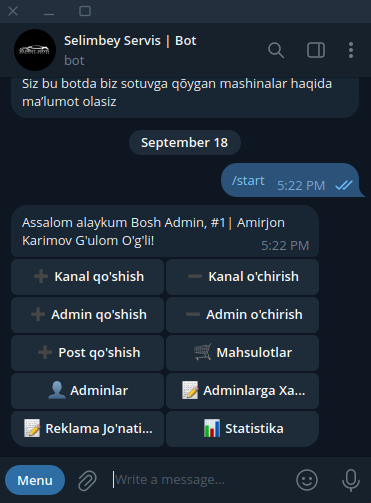 Selimbey Servis | Bot
bot
Siz bu botda biz sotuvga qõygan mashinalar haqida
ma'lumot olasiz
September 18
/start 5:22 PM
Assalom alaykum Bosh Admin, #1| Amirjon
Karimov G'ulom O'g'li!
5:22 PM
➕ Kanal qo'shish
➖ Kanal o'chirish
➕ Admin qo'shish
➖ Admin o'chirish
➕ Post qo'shish
🛒 Mahsulotlar
👤 Adminlar
📝 Adminlarga Xa...
📝 Reklama Jo'nati...
📊 Statistika
Menu
Write a message...